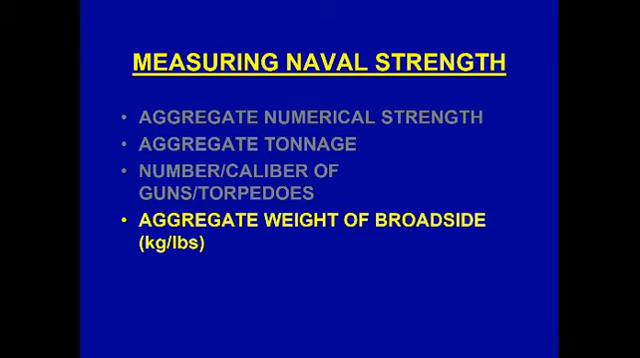 MEASURING NAVAL STRENGTH
• AGGREGATE NUMERICAL STRENGTH
• AGGREGATE TONNAGE
• NUMBER/CALIBER OF
GUNS/TORPEDOES
• AGGREGATE WEIGHT OF BROADSIDE
(kg/lbs)